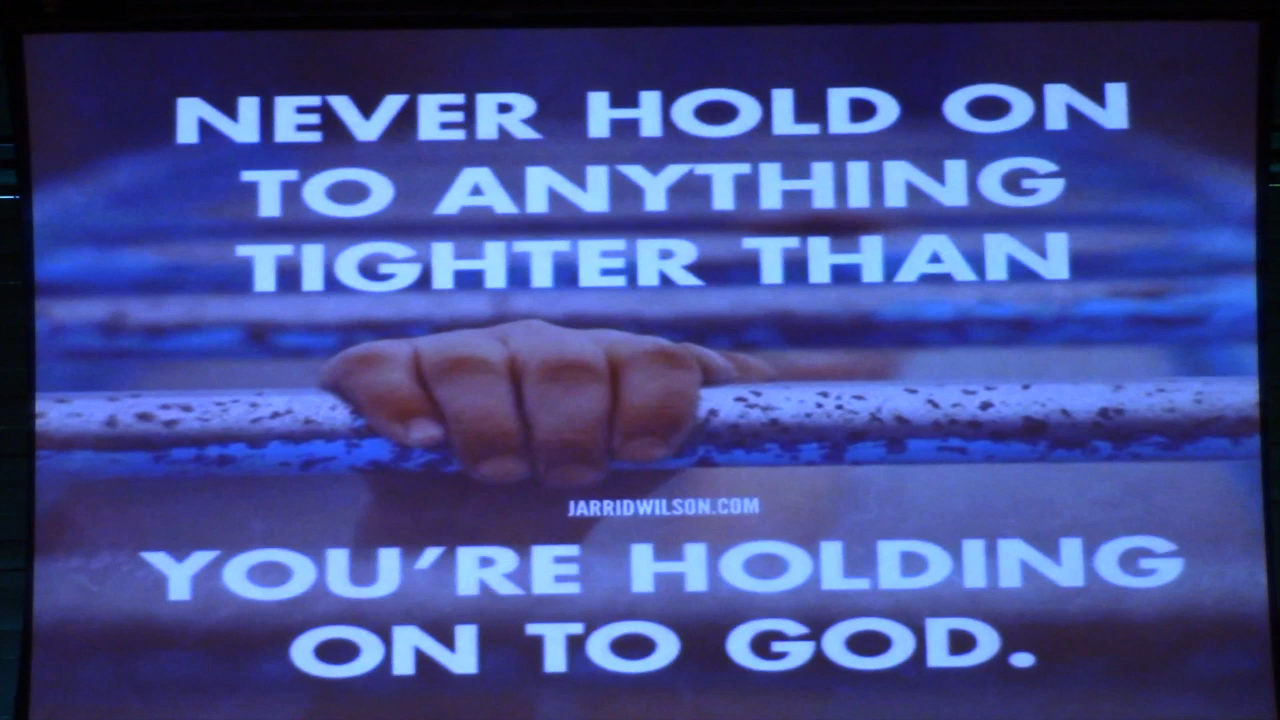 NEVER HOLD ON
TO ANYTHING
TIGHTER THAN
JARRIDWILSON.COM
YOU'RE HOLDING
ON TO GOD.